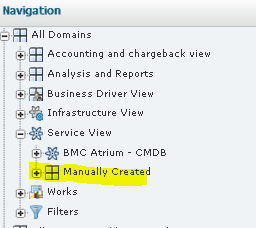 Navigation
All Domains
Accounting and chargeback view
Analysis and Reports
Business Driver View
Infrastructure View
Service View
BMC Atrium - CMDB
Manually Created
Works
Filters